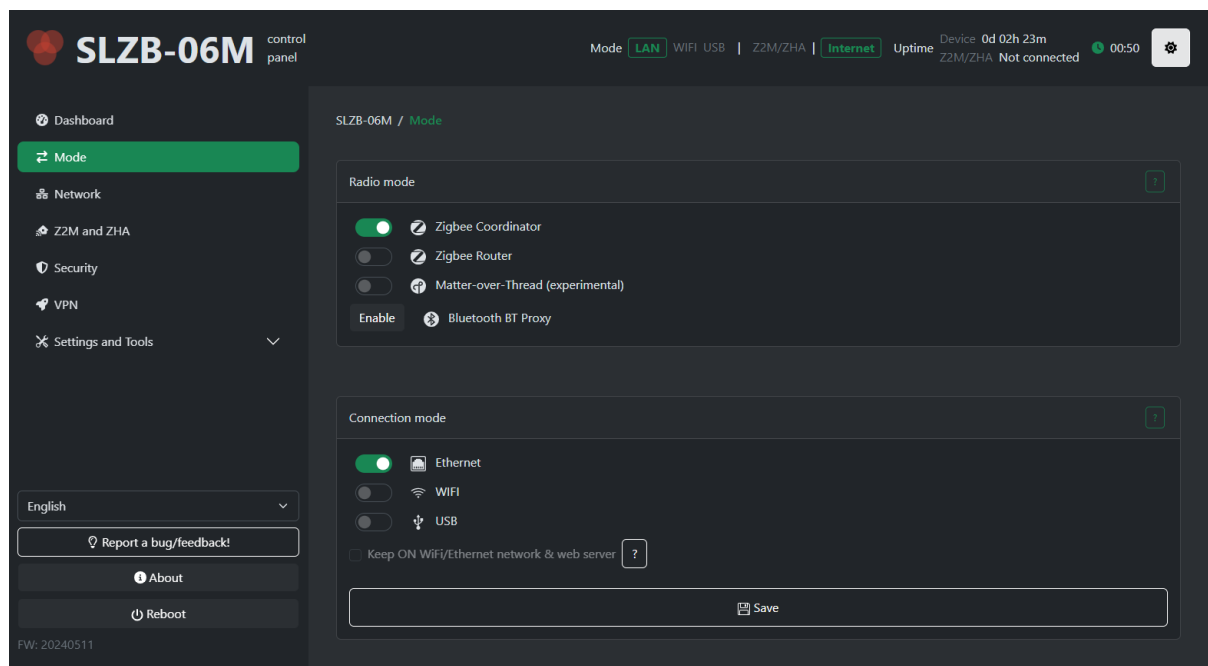 SLZB-06M control panel
Mode LAN WIFI USB | Z2M/ZHA | Internet Uptime Device 0d 02h 23m Z2M/ZHA Not connected 00:50
Dashboard
Mode
Network
Z2M and ZHA
Security
VPN
Settings and Tools
English
Report a bug/feedback!
About
Reboot
FW: 20240511
SLZB-06M / Mode
Radio mode ?
Zigbee Coordinator
Zigbee Router
Matter-over-Thread (experimental)
Enable Bluetooth BT Proxy
Connection mode ?
Ethernet
WIFI
USB
Keep ON WiFi/Ethernet network & web server ?
Save